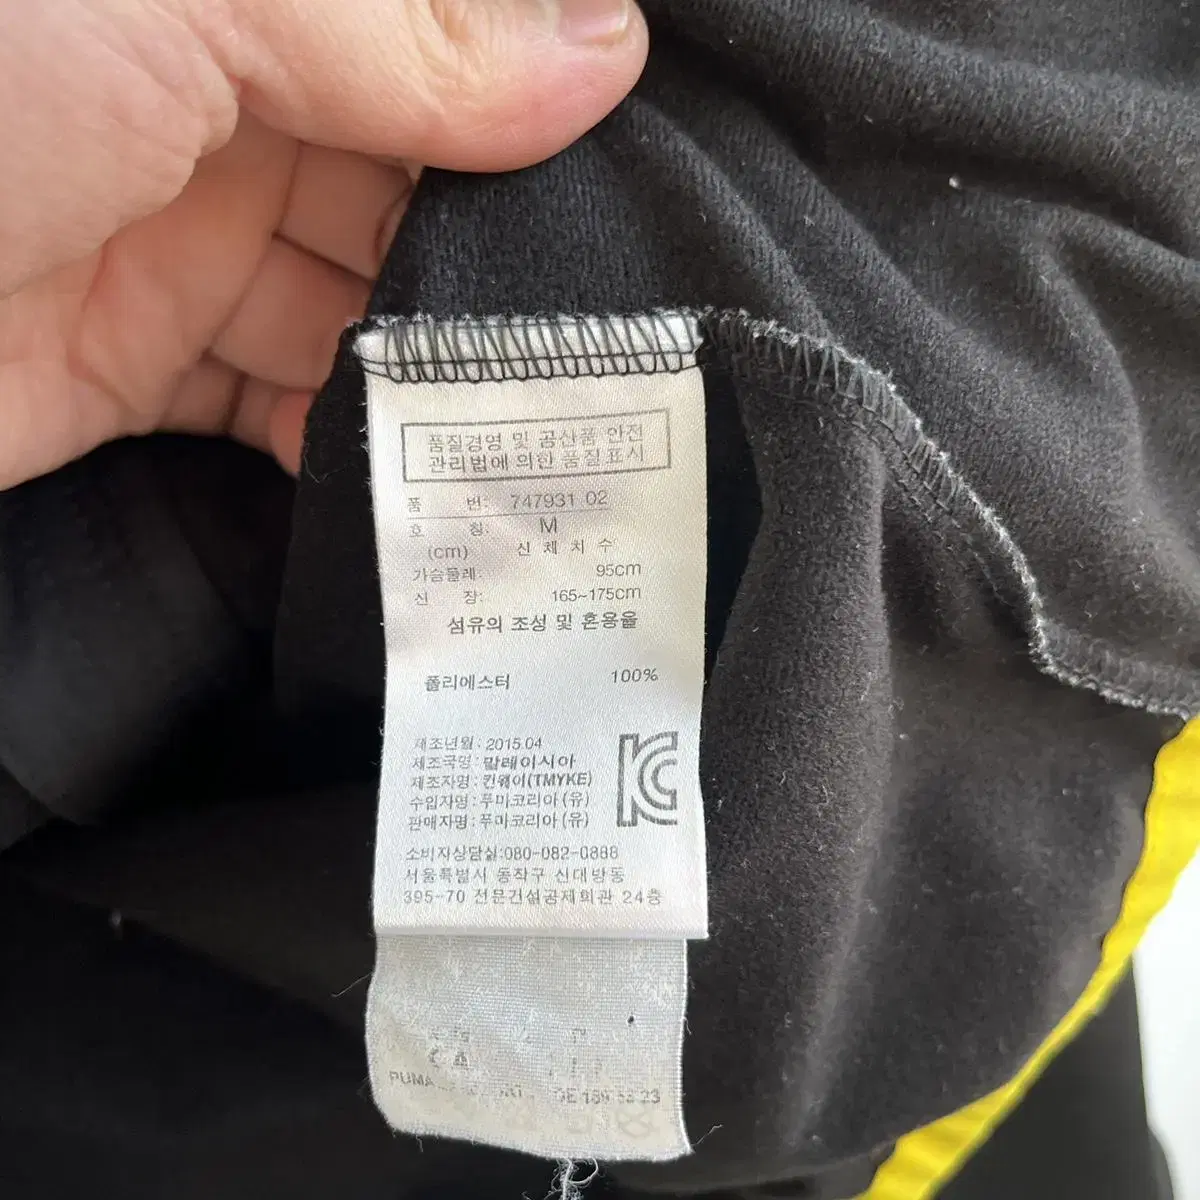 품질경영 및 공산품 안전
관리법에 의한 품질표시
품 번: 747931 02
호 칭: M
(cm) 신 체 치 수
가슴둘레: 95cm
신 장: 165~175cm
섬유의 조성 및 혼용율
폴리에스터 100%
제조년월: 2015.04
제조국명: 말레이시아
제조자명: 킨웨이(TMYKE)
수입자명: 푸마코리아 (유)
판매자명: 푸마코리아 (유)
소비자상담실:080-082-0888
서울특별시 동작구 신대방동
395-70 전문건설공제회관 24층
PUMA